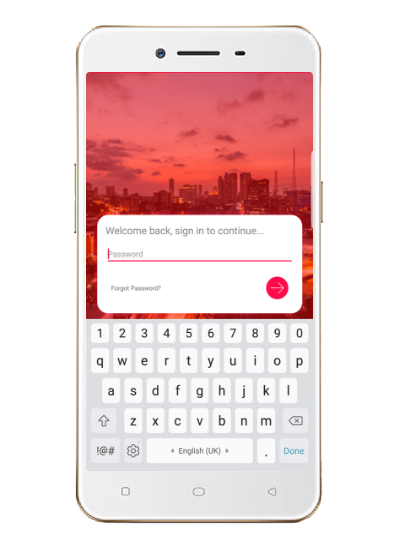 Welcome back, sign in to continue...
Password
Forgot Password?
1 2 3 4 5 6 7 8 9 0
q w e r t y u i o p
a s d f g h j k l
z x c v b n m
!@# English (UK) . Done